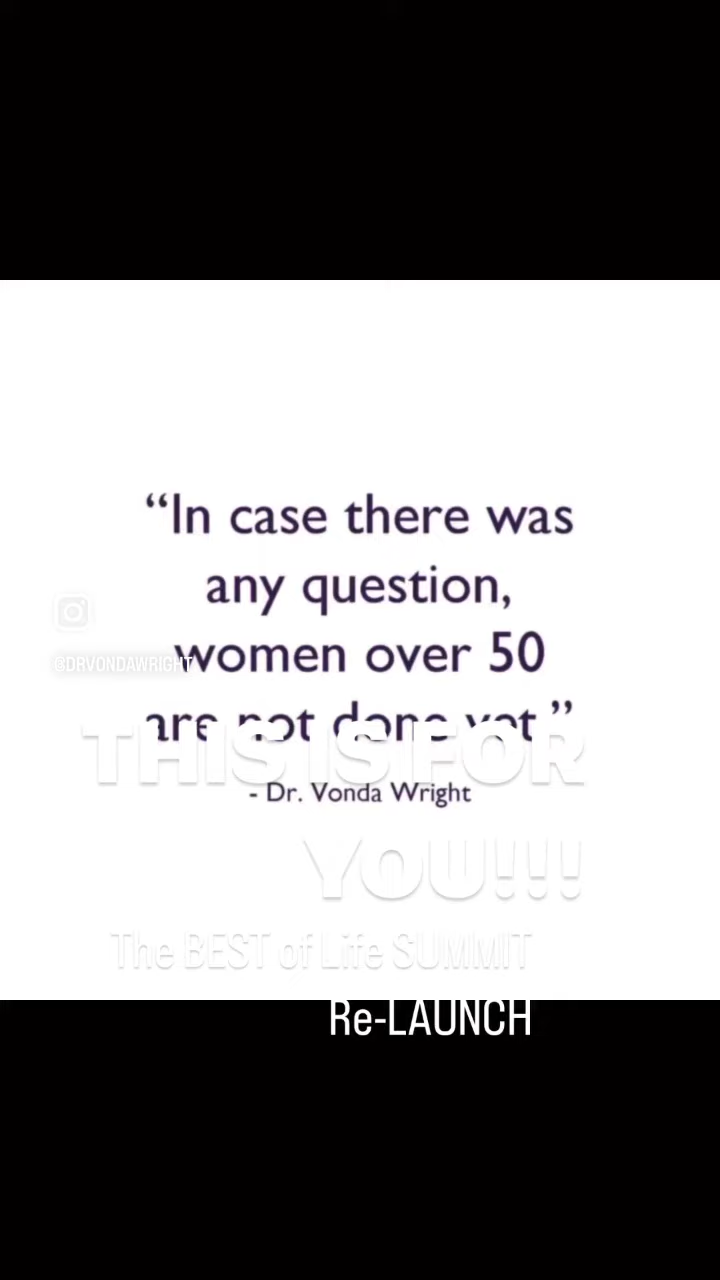 “In case there was
any question,
women over 50
are not done yet.”
- Dr. Vonda Wright
@DRVONDAWRIGHT
THIS IS FOR
YOU!!!
The BEST of Life SUMMIT
Re-LAUNCH